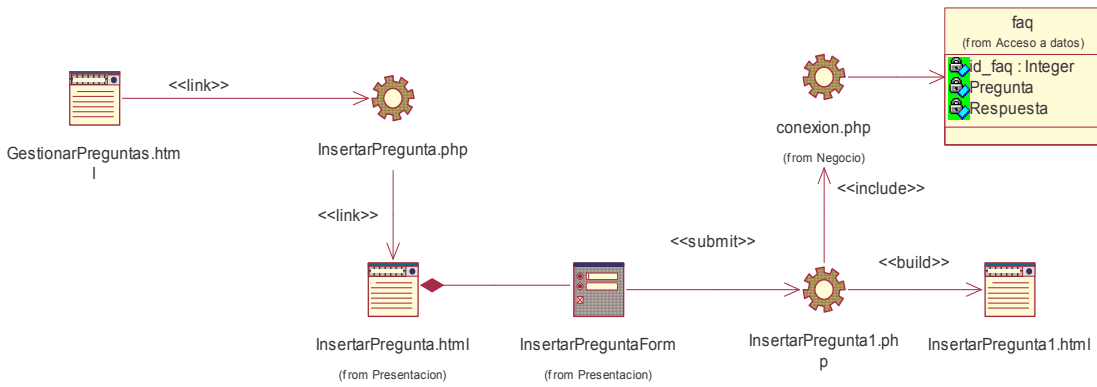 faq
(from Acceso a datos)
id_faq : Integer
Pregunta
Respuesta
<<link>>
GestionarPreguntas.htm
l
InsertarPregunta.php
conexion.php
(from Negocio)
<<link>>
<<include>>
<<submit>>
<<build>>
InsertarPregunta.html
(from Presentacion)
InsertarPreguntaForm
(from Presentacion)
InsertarPregunta1.ph
p
InsertarPregunta1.html